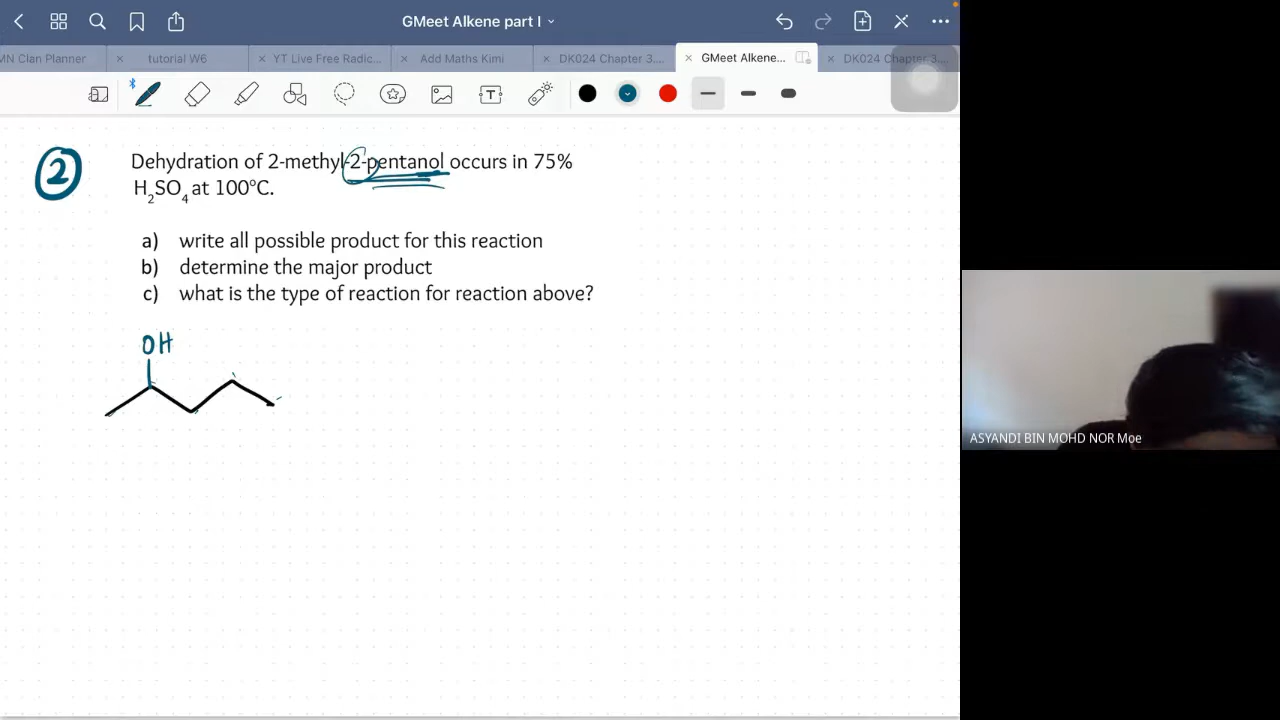 GMeet Alkene part I
MN Clan Planner
tutorial W6
YT Live Free Radic...
Add Maths Kimi
DK024 Chapter 3....
GMeet Alkene...
DK024 Chapter 3....
2
Dehydration of 2-methyl-2-pentanol occurs in 75%
H₂SO₄ at 100°C.
a) write all possible product for this reaction
b) determine the major product
c) what is the type of reaction for reaction above?
OH
ASYANDI BIN MOHD NOR Moe